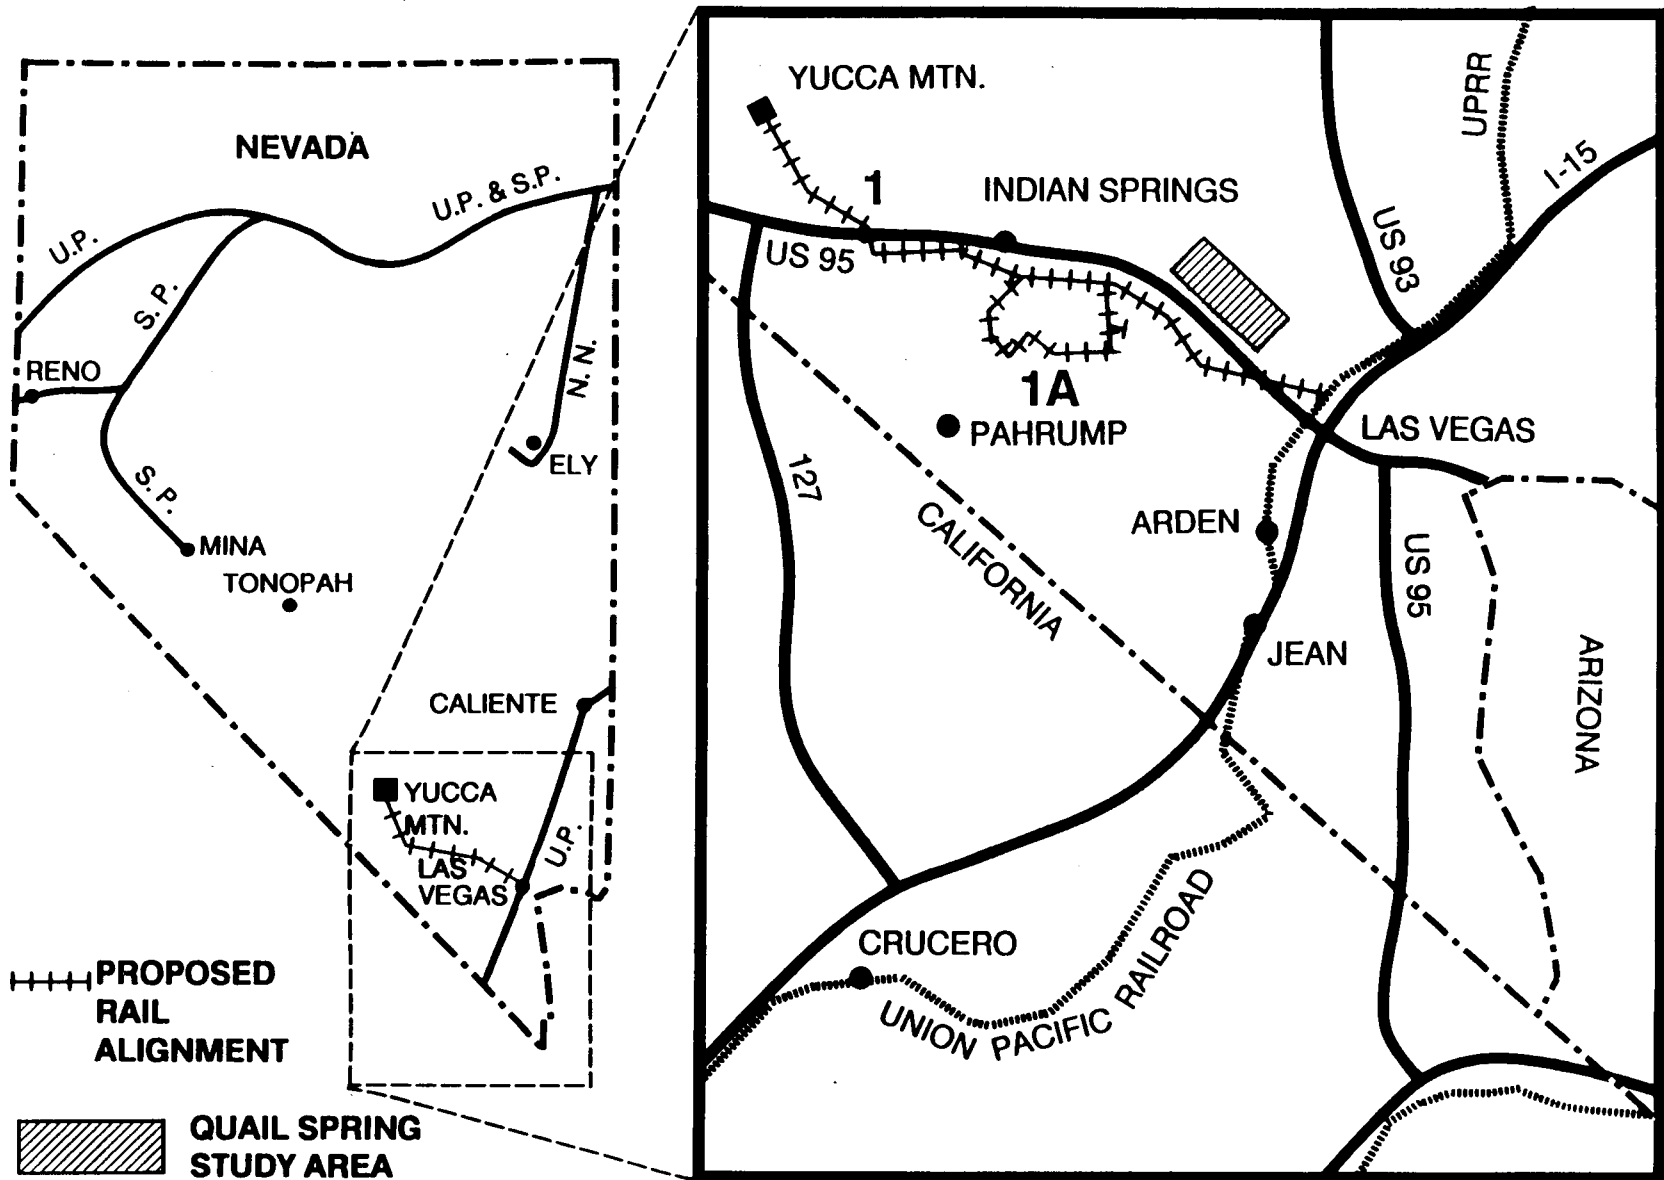 NEVADA
U.P. & S.P.
U.P.
S. P.
RENO
N. N.
ELY
S. P.
MINA
TONOPAH
CALIENTE
YUCCA
MTN.
LAS
VEGAS
U.P.
PROPOSED
RAIL
ALIGNMENT
QUAIL SPRING
STUDY AREA
YUCCA MTN.
UPRR
I-15
1
INDIAN SPRINGS
US 93
US 95
1A
PAHRUMP
LAS VEGAS
127
ARDEN
CALIFORNIA
US 95
JEAN
ARIZONA
CRUCERO
UNION PACIFIC RAILROAD